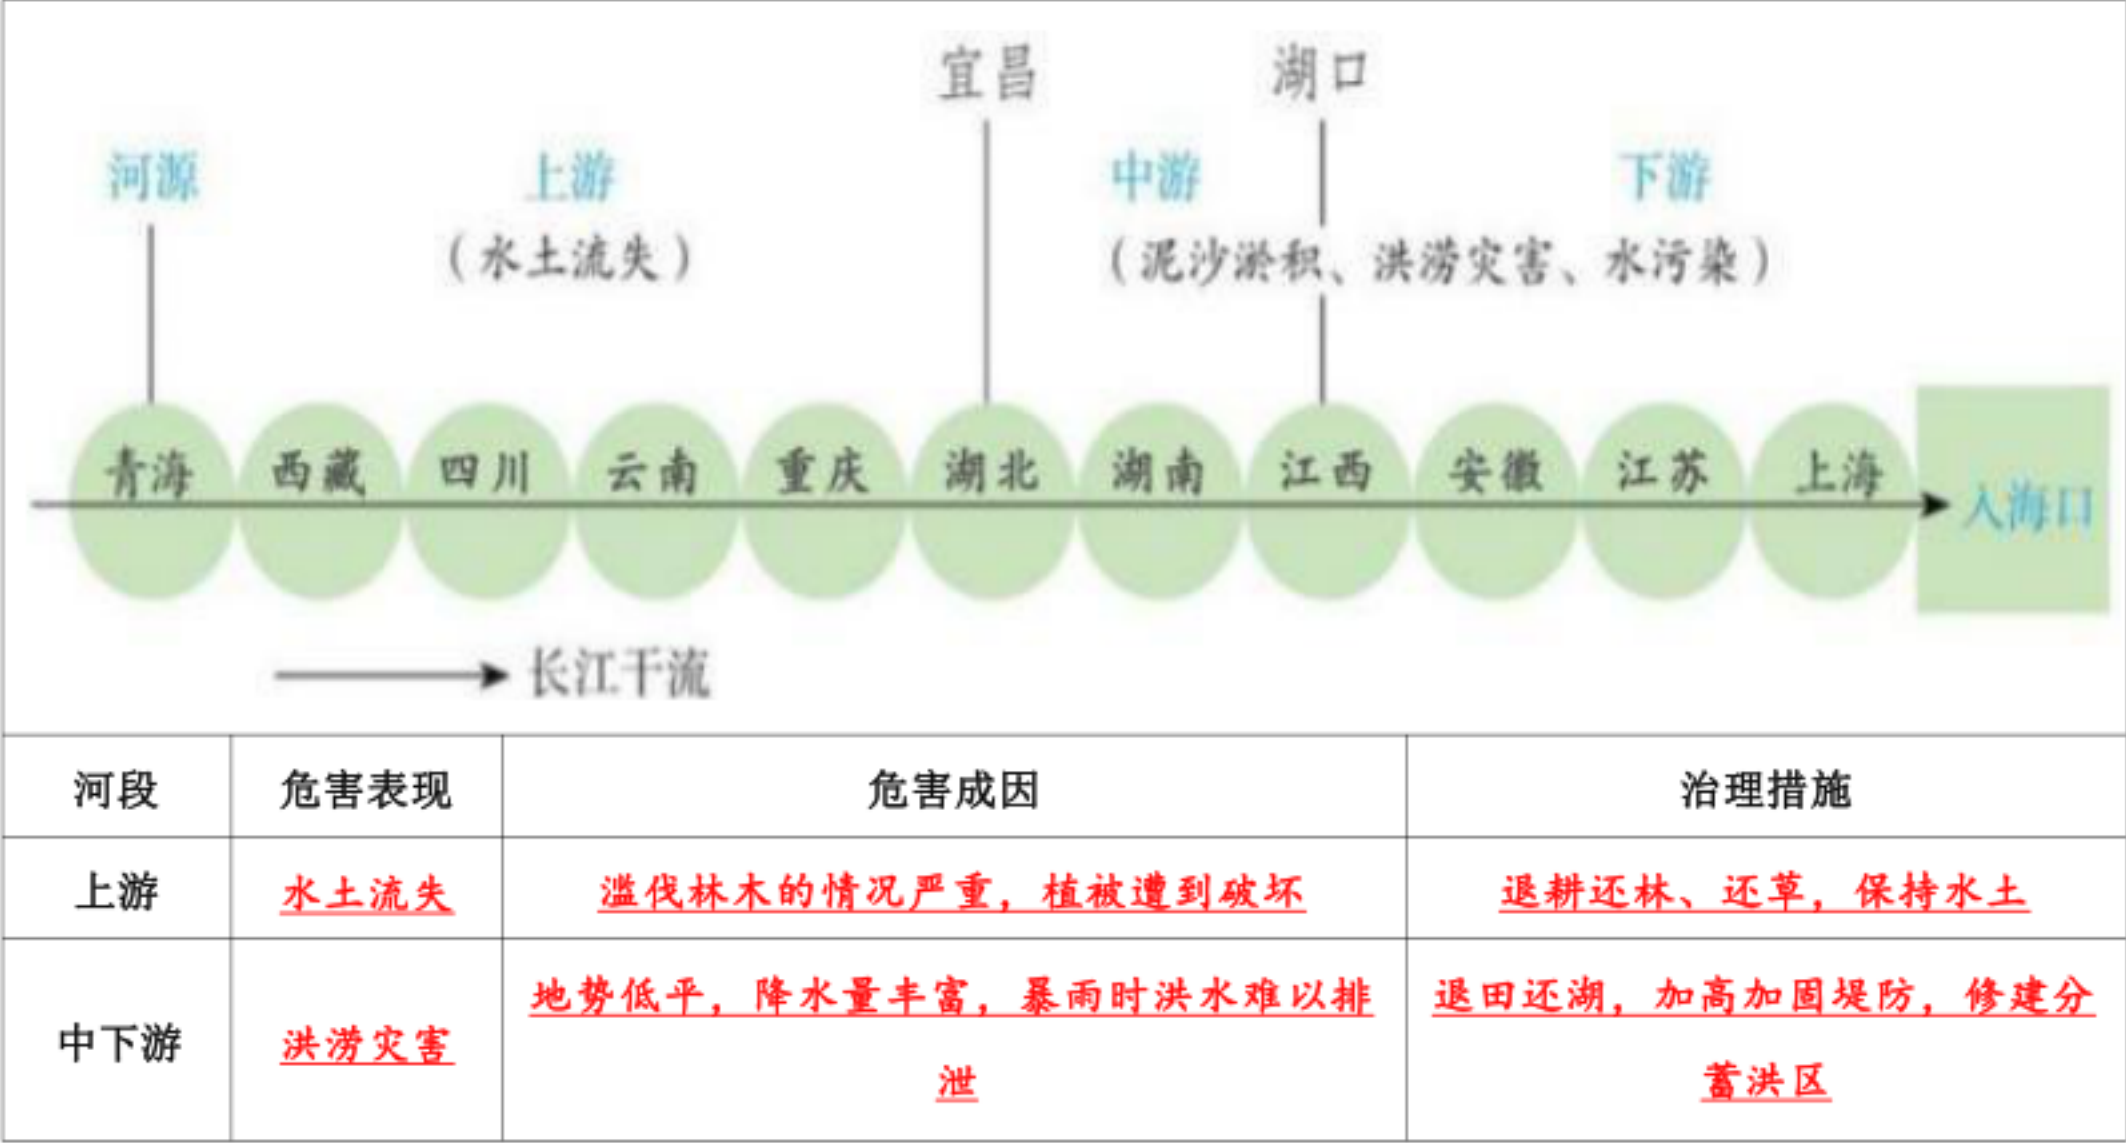 宜昌 湖口
河源 上游 中游 下游
（水土流失） （泥沙淤积、洪涝灾害、水污染）
青海 西藏 四川 云南 重庆 湖北 湖南 江西 安徽 江苏 上海 入海口
长江干流
河段 危害表现 危害成因 治理措施
上游 水土流失 滥伐林木的情况严重，植被遭到破坏 退耕还林、还草，保持水土
中下游 洪涝灾害 地势低平，降水量丰富，暴雨时洪水难以排
泄
退田还湖，加高加固堤防，修建分
蓄洪区